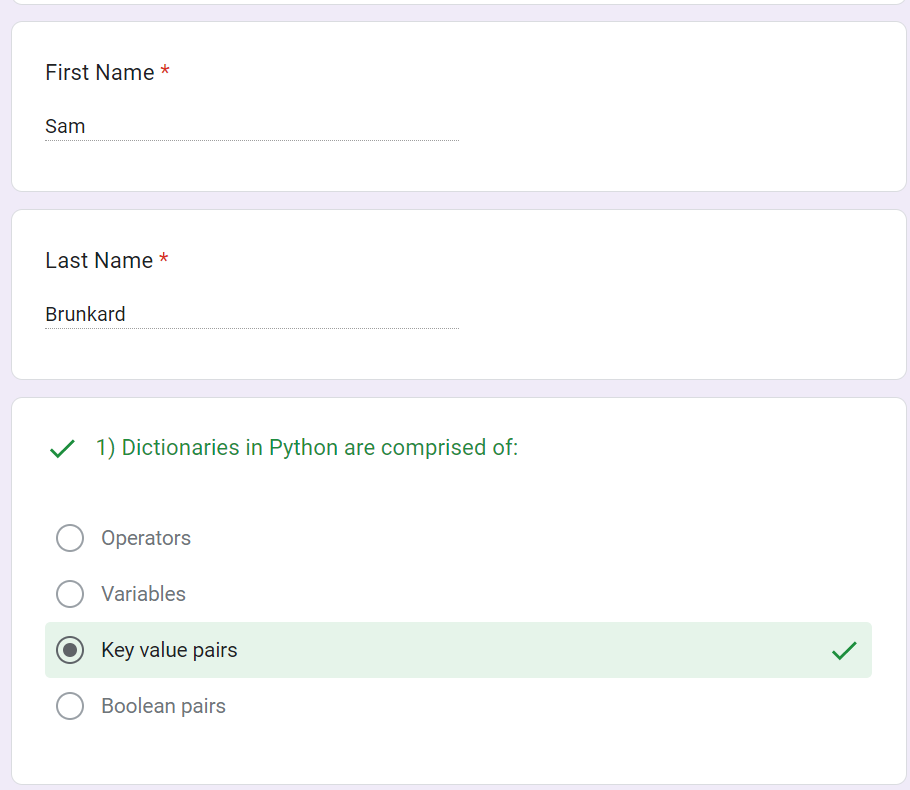 First Name *
Sam
Last Name *
Brunkard
1) Dictionaries in Python are comprised of:
Operators
Variables
Key value pairs
Boolean pairs